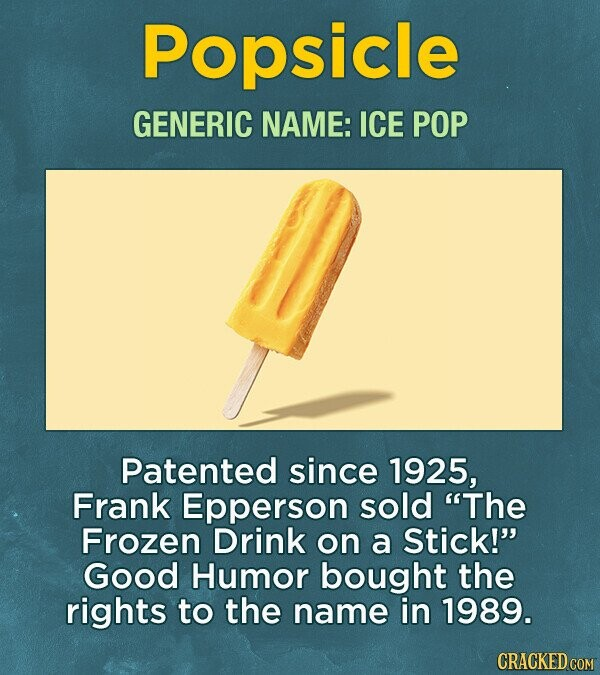 Popsicle
GENERIC NAME: ICE POP
Patented since 1925,
Frank Epperson sold “The
Frozen Drink on a Stick!”
Good Humor bought the
rights to the name in 1989.
CRACKED.COM